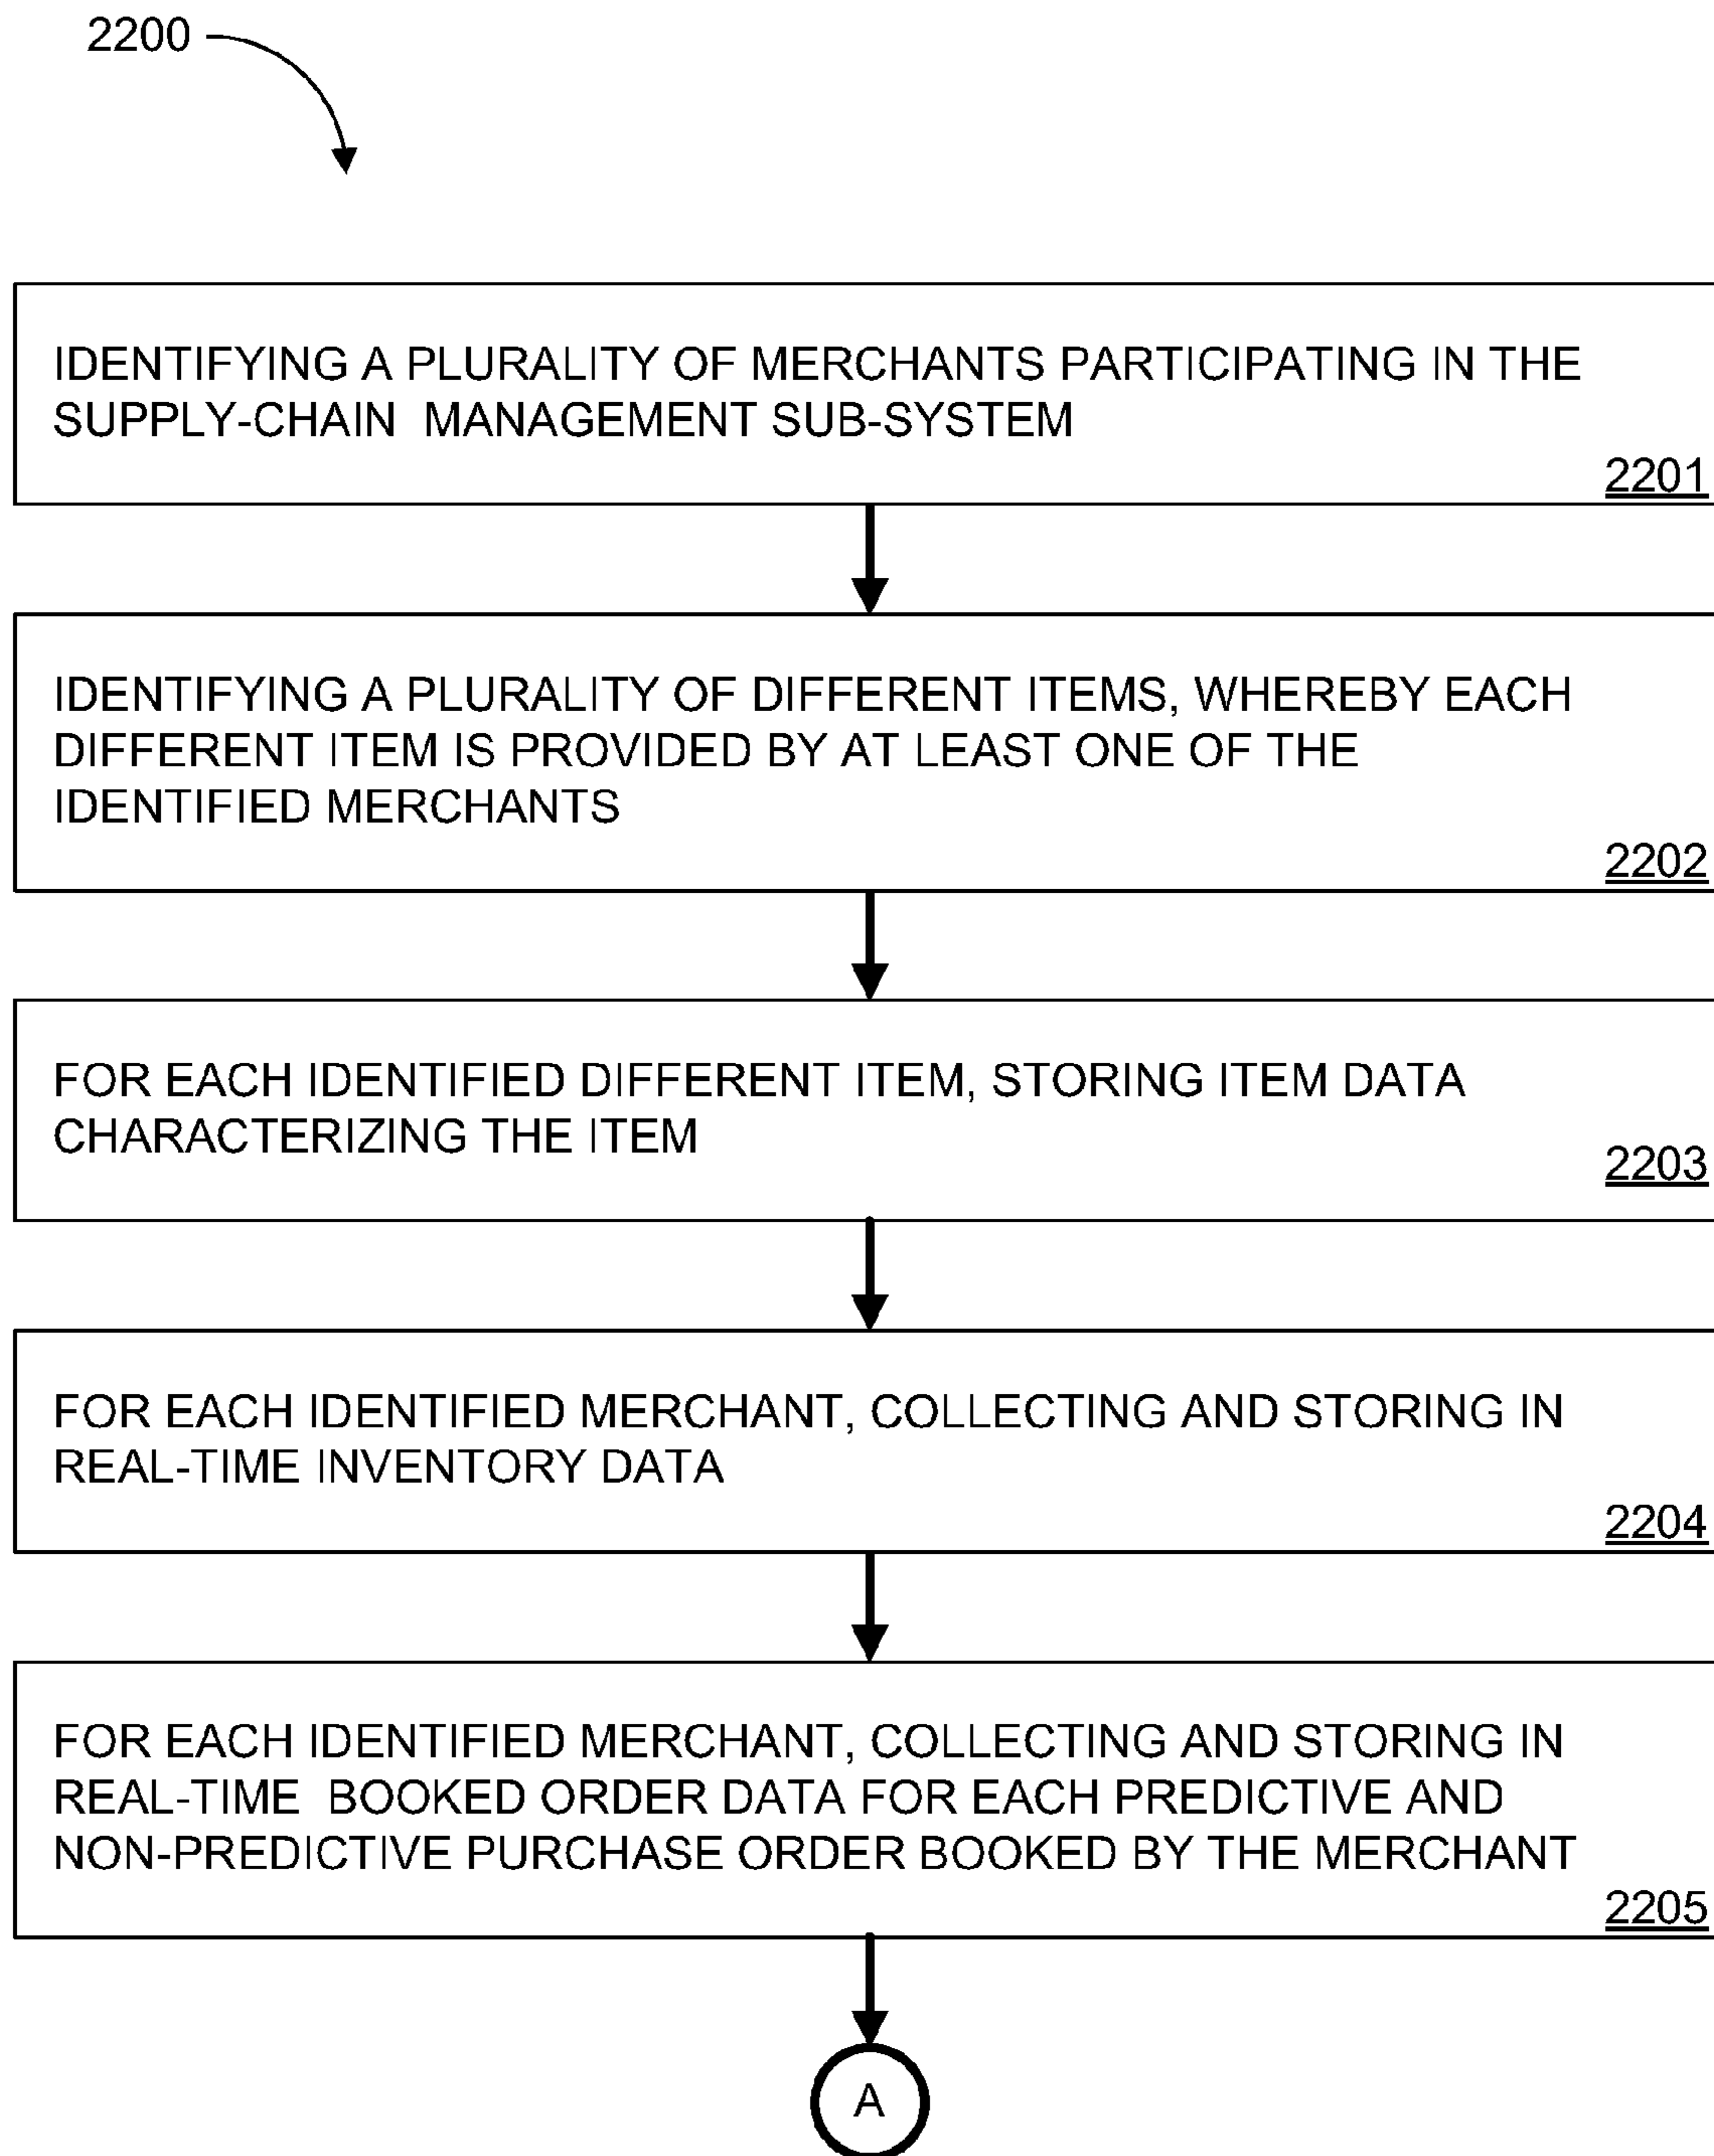 2200
IDENTIFYING A PLURALITY OF MERCHANTS PARTICIPATING IN THE
SUPPLY-CHAIN MANAGEMENT SUB-SYSTEM
2201
IDENTIFYING A PLURALITY OF DIFFERENT ITEMS, WHEREBY EACH
DIFFERENT ITEM IS PROVIDED BY AT LEAST ONE OF THE
IDENTIFIED MERCHANTS
2202
FOR EACH IDENTIFIED DIFFERENT ITEM, STORING ITEM DATA
CHARACTERIZING THE ITEM
2203
FOR EACH IDENTIFIED MERCHANT, COLLECTING AND STORING IN
REAL-TIME INVENTORY DATA
2204
FOR EACH IDENTIFIED MERCHANT, COLLECTING AND STORING IN
REAL-TIME BOOKED ORDER DATA FOR EACH PREDICTIVE AND
NON-PREDICTIVE PURCHASE ORDER BOOKED BY THE MERCHANT
2205
A